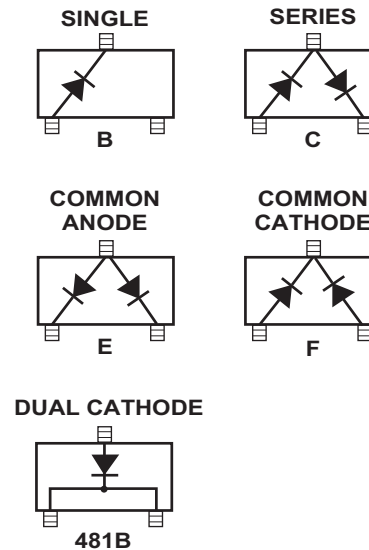 SINGLE
SERIES
B
C
COMMON
ANODE
COMMON
CATHODE
E
F
DUAL CATHODE
481B